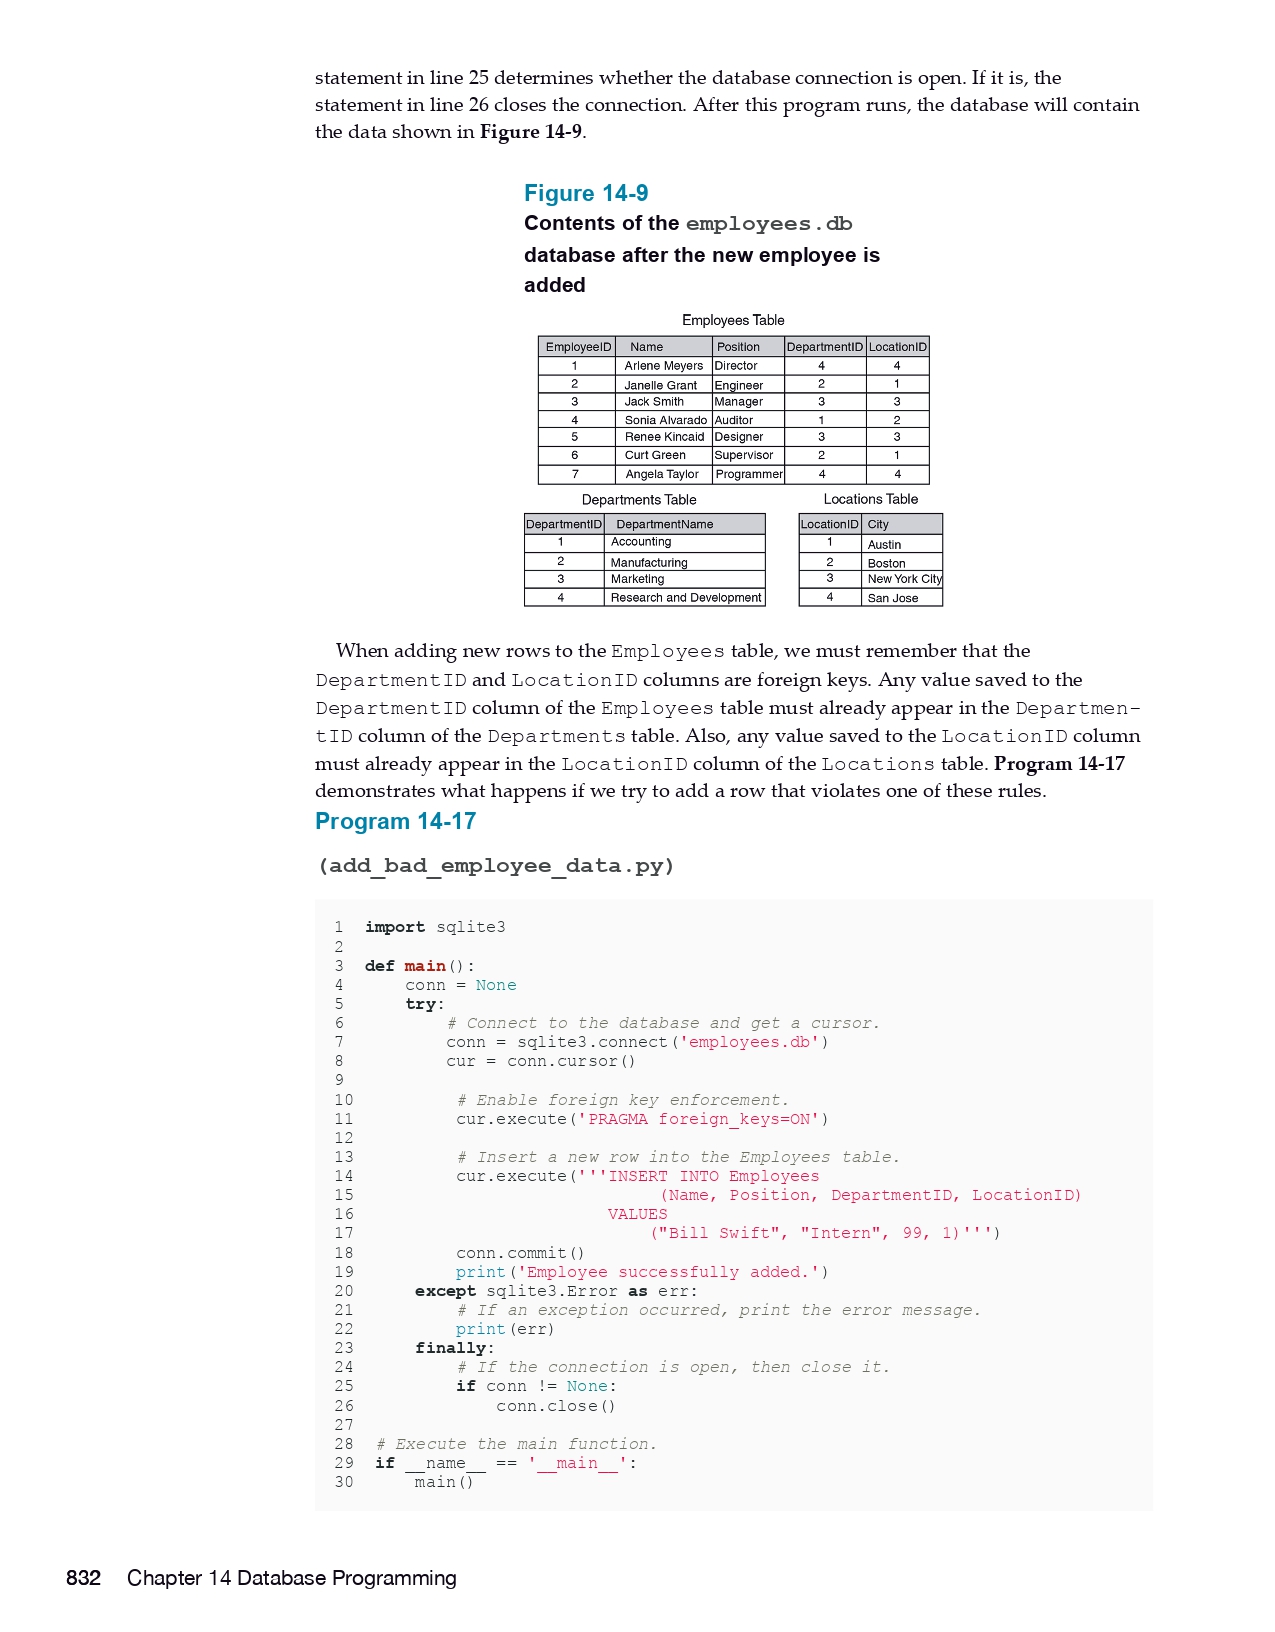 statement in line 25 determines whether the database connection is open. If it is, the
statement in line 26 closes the connection. After this program runs, the database will contain
the data shown in Figure 14-9.
Figure 14-9
Contents of the employees.db
database after the new employee is
added
Employees Table
EmployeeID Name Position DepartmentID LocationID
1 Arlene Meyers Director 4 4
2 Janelle Grant Engineer 2 1
3 Jack Smith Manager 3 3
4 Sonia Alvarado Auditor 1 2
5 Renee Kincaid Designer 3 3
6 Curt Green Supervisor 2 1
7 Angela Taylor Programmer 4 4
Departments Table
DepartmentID DepartmentName
1 Accounting
2 Manufacturing
3 Marketing
4 Research and Development
Locations Table
LocationID City
1 Austin
2 Boston
3 New York City
4 San Jose
When adding new rows to the Employees table, we must remember that the
DepartmentID and LocationID columns are foreign keys. Any value saved to the
DepartmentID column of the Employees table must already appear in the Departmen-
tID column of the Departments table. Also, any value saved to the LocationID column
must already appear in the LocationID column of the Locations table. Program 14-17
demonstrates what happens if we try to add a row that violates one of these rules.
Program 14-17
(add_bad_employee_data.py)
1 import sqlite3
2
3 def main():
4     conn = None
5     try:
6         # Connect to the database and get a cursor.
7         conn = sqlite3.connect('employees.db')
8         cur = conn.cursor()
9
10         # Enable foreign key enforcement.
11         cur.execute('PRAGMA foreign_keys=ON')
12
13         # Insert a new row into the Employees table.
14         cur.execute('''INSERT INTO Employees
15                             (Name, Position, DepartmentID, LocationID)
16                        VALUES
17                            ("Bill Swift", "Intern", 99, 1)''')
18         conn.commit()
19         print('Employee successfully added.')
20     except sqlite3.Error as err:
21         # If an exception occurred, print the error message.
22         print(err)
23     finally:
24         # If the connection is open, then close it.
25         if conn != None:
26             conn.close()
27
28 # Execute the main function.
29 if __name__ == '__main__':
30     main()
832 Chapter 14 Database Programming